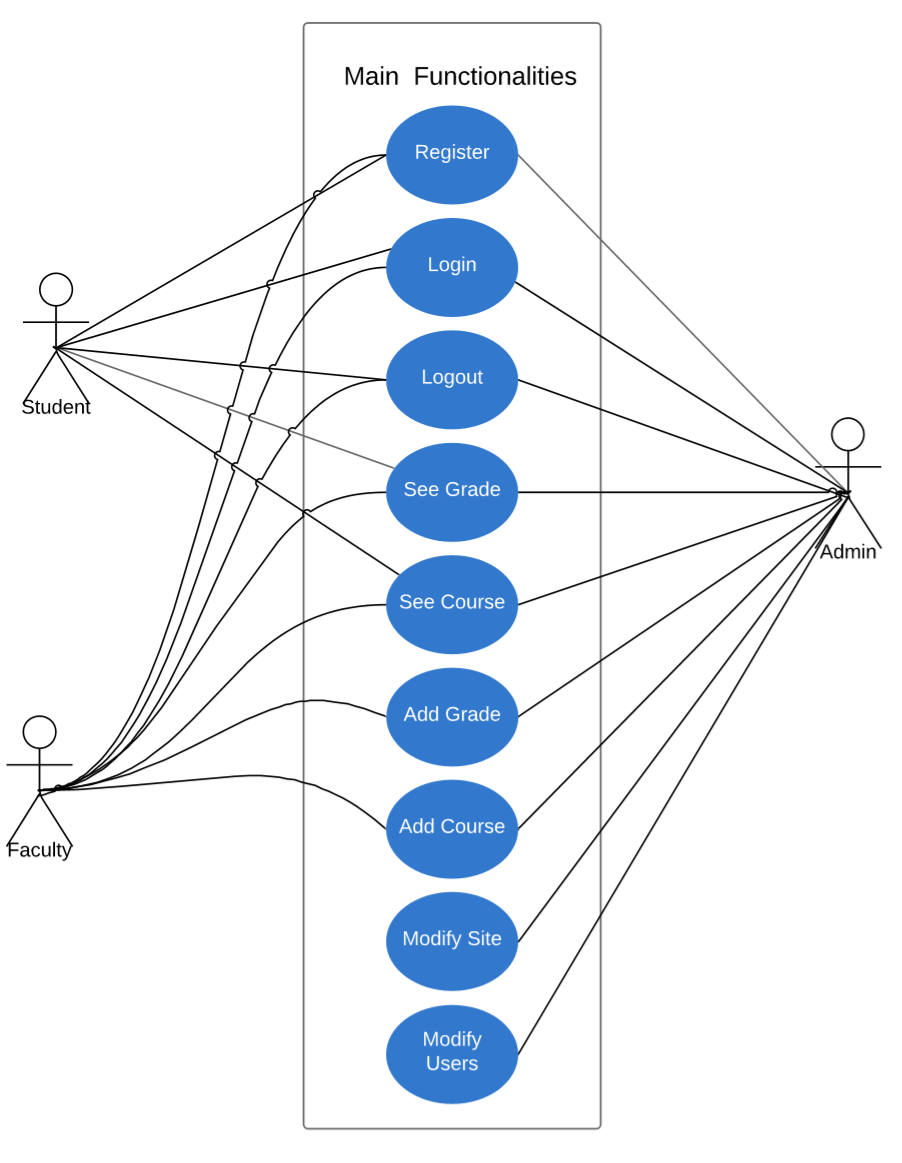 Main Functionalities
Register
Login
Logout
See Grade
See Course
Add Grade
Add Course
Modify Site
Modify
Users
Student
Faculty
Admin